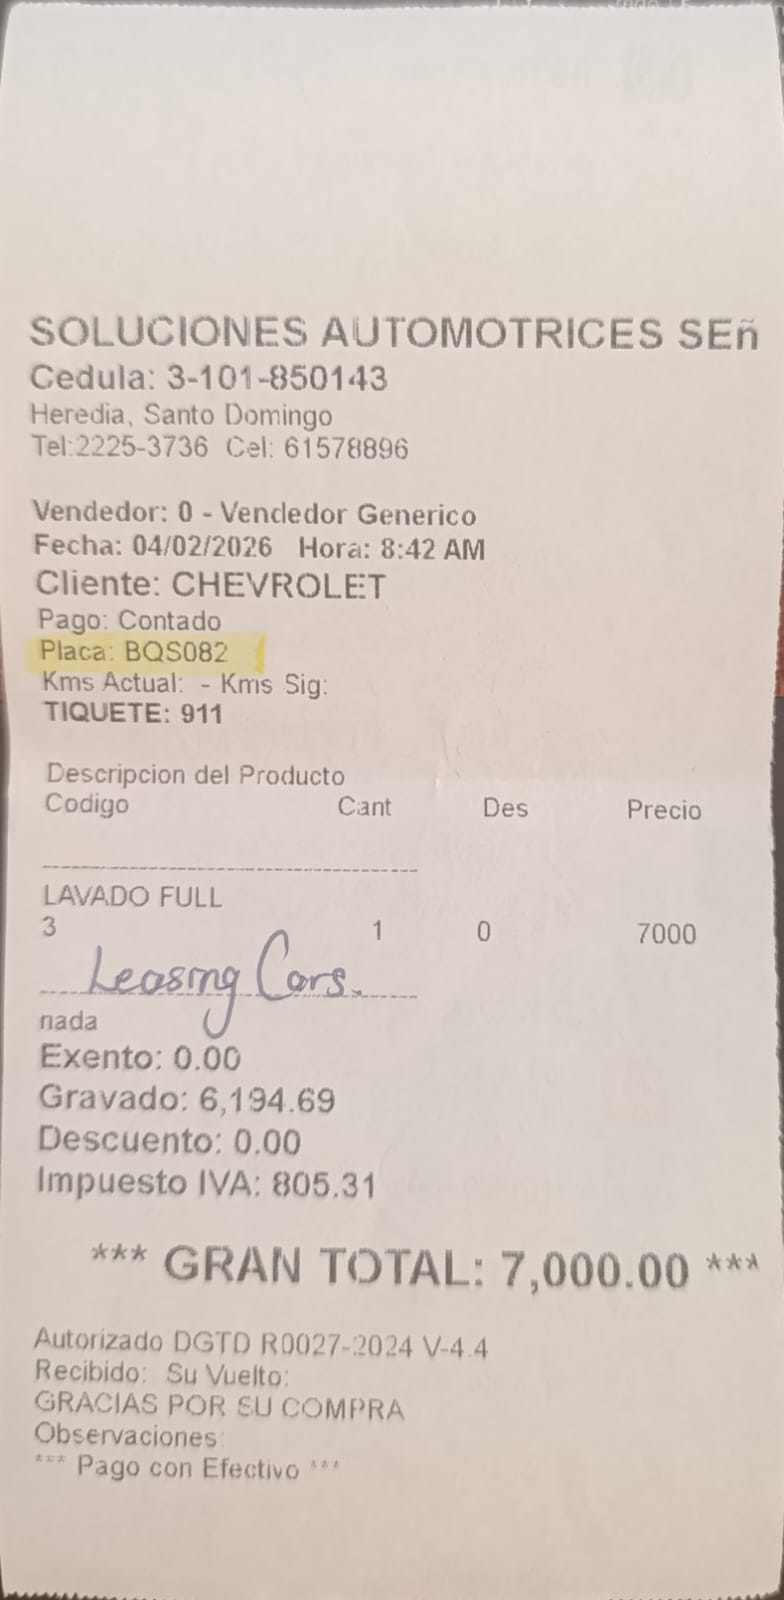 SOLUCIONES AUTOMOTRICES SEñ
Cedula: 3-101-850143
Heredia, Santo Domingo
Tel:2225-3736 Cel: 61578896
Vendedor: 0 - Vendedor Generico
Fecha: 04/02/2026 Hora: 8:42 AM
Cliente: CHEVROLET
Pago: Contado
Placa: BQS082
Kms Actual: - Kms Sig:
TIQUETE: 911
Descripcion del Producto
Codigo Cant Des Precio
LAVADO FULL
3 1 0 7000
Leasing Cars.
nada
Exento: 0.00
Gravado: 6,194.69
Descuento: 0.00
Impuesto IVA: 805.31
*** GRAN TOTAL: 7,000.00 ***
Autorizado DGTD R0027-2024 V-4.4
Recibido: Su Vuelto:
GRACIAS POR SU COMPRA
Observaciones:
*** Pago con Efectivo ***